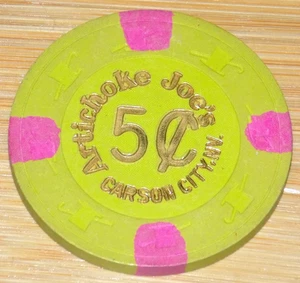 Artichoke Joe's
5¢
CARSON CITY, NV.